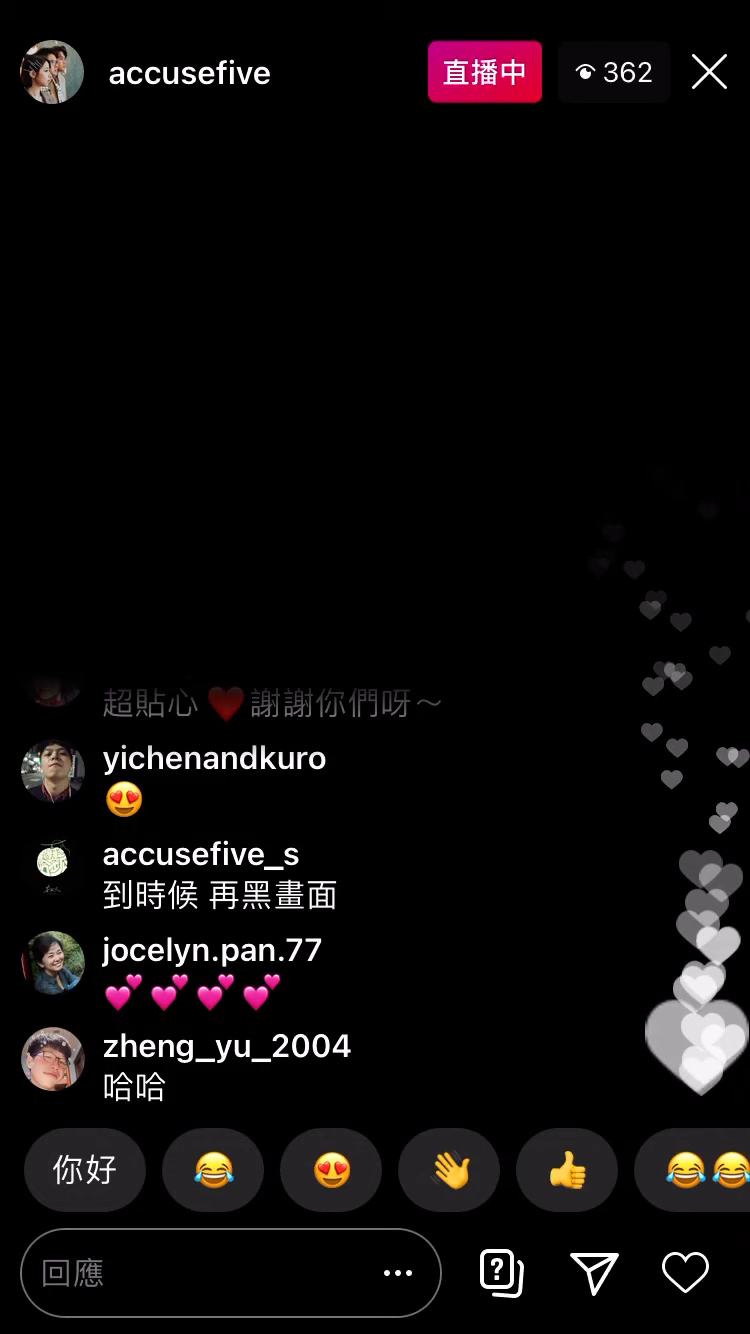 accusefive
直播中
362
超貼心 ❤️謝謝你們呀～
yichenandkuro
😍
accusefive_s
到時候 再黑畫面
jocelyn.pan.77
💕💕💕💕
zheng_yu_2004
哈哈
你好 😂 😍 👋 👍 😂😂
回應